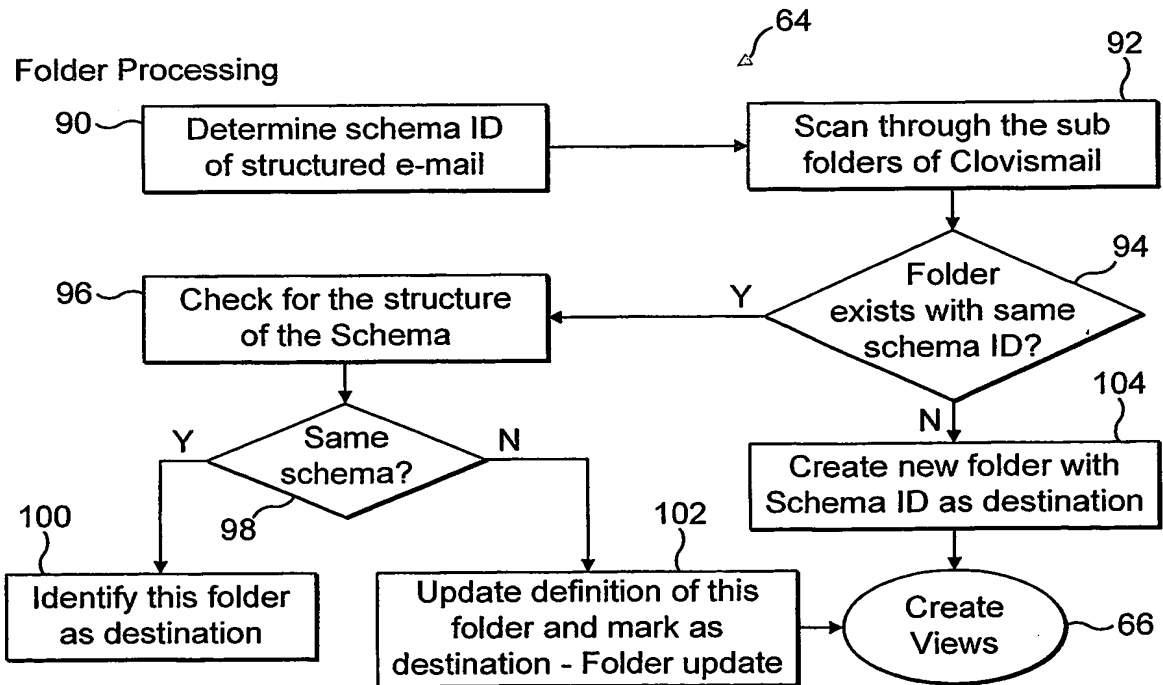 64
Folder Processing
90
Determine schema ID
of structured e-mail
92
Scan through the sub
folders of Clovismail
94
Folder
exists with same
schema ID?
Y
N
96
Check for the structure
of the Schema
98
Same
schema?
Y
N
100
Identify this folder
as destination
102
Update definition of this
folder and mark as
destination - Folder update
104
Create new folder with
Schema ID as destination
Create
Views
66